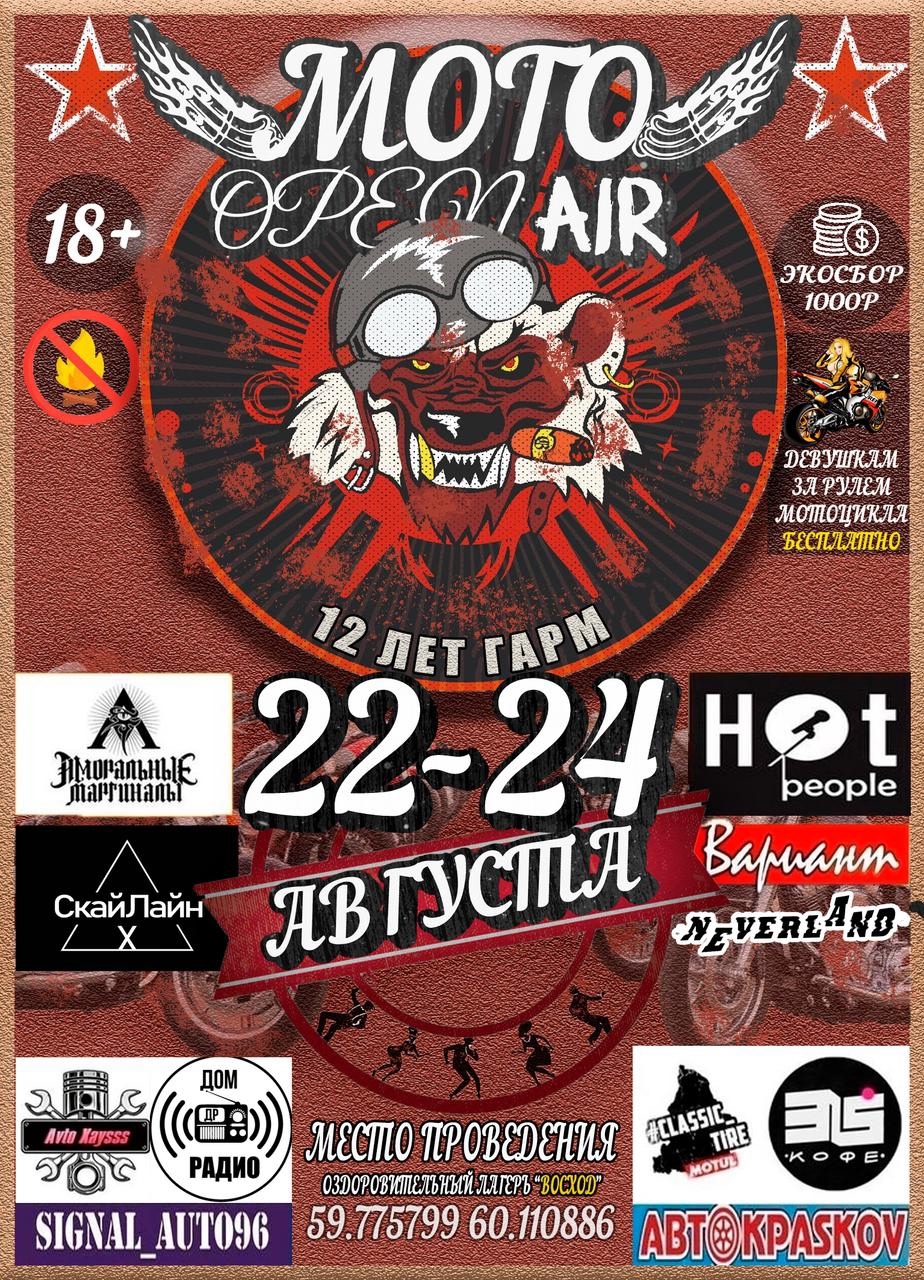 МОТО
OPEN AIR
18+
ЭКОСБОР
1000Р
ДЕВУШКАМ
ЗА РУЛЕМ
МОТОЦИКЛА
БЕСПЛАТНО
12 ЛЕТ ГАРМ
22-24
АВГУСТА
АМОРАЛЬНЫЕ
МАРГИНАЛЫ
СкайЛайн
X
Hot
people
Вариант
NEVERLAND
Avto Xaysss
ДОМ
ДР
РАДИО
SIGNAL_AUTO96
МЕСТО ПРОВЕДЕНИЯ
ОЗДОРОВИТЕЛЬНЫЙ ЛАГЕРЪ "ВОСХОД"
59.775799 60.110886
#CLASSIC_
TIRE
MOTUL
315
·КОФЕ·
АВТОKPASKOV